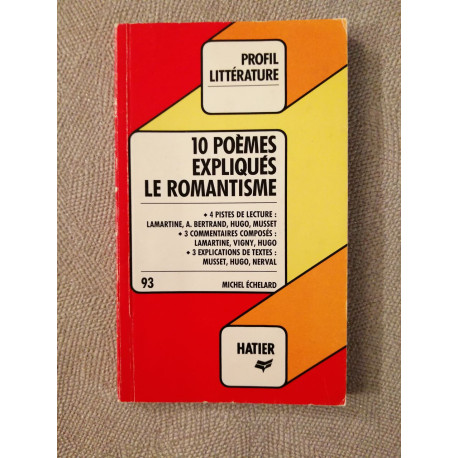 PROFIL
LITTÉRATURE
10 POÈMES
EXPLIQUÉS
LE ROMANTISME
+ 4 PISTES DE LECTURE :
LAMARTINE, A. BERTRAND, HUGO, MUSSET
+ 3 COMMENTAIRES COMPOSÉS :
LAMARTINE, VIGNY, HUGO
+ 3 EXPLICATIONS DE TEXTES :
MUSSET, HUGO, NERVAL
93 MICHEL ÉCHELARD
HATIER